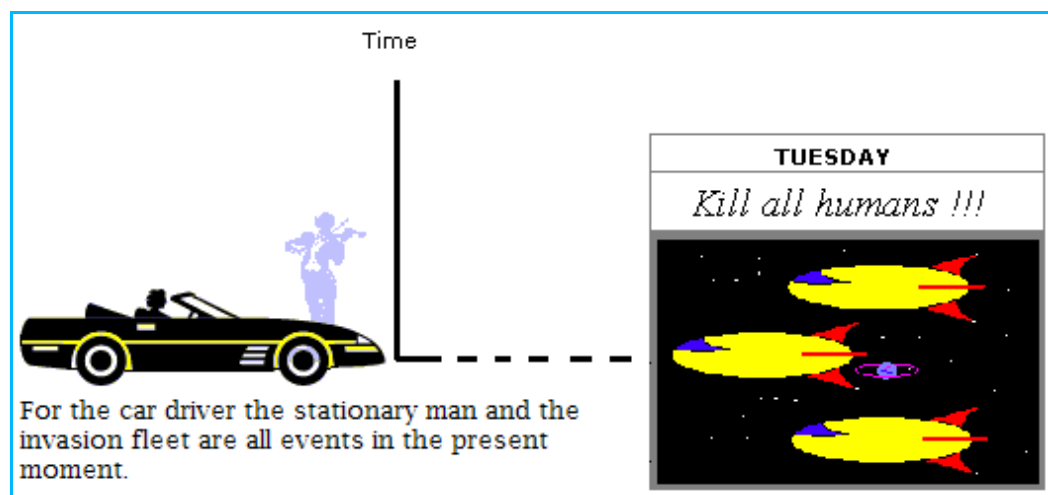 Time
TUESDAY
Kill all humans !!!
For the car driver the stationary man and the
invasion fleet are all events in the present
moment.